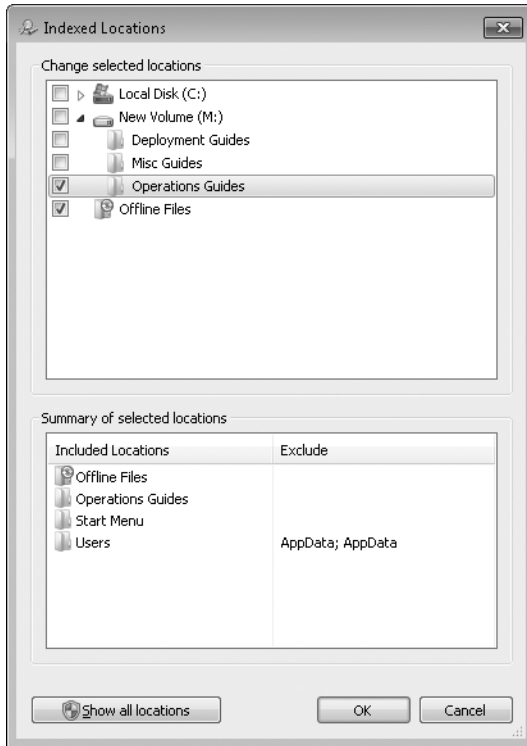 Indexed Locations
Change selected locations
Local Disk (C:)
New Volume (M:)
Deployment Guides
Misc Guides
Operations Guides
Offline Files
Summary of selected locations
Included Locations Exclude
Offline Files
Operations Guides
Start Menu
Users AppData; AppData
Show all locations OK Cancel